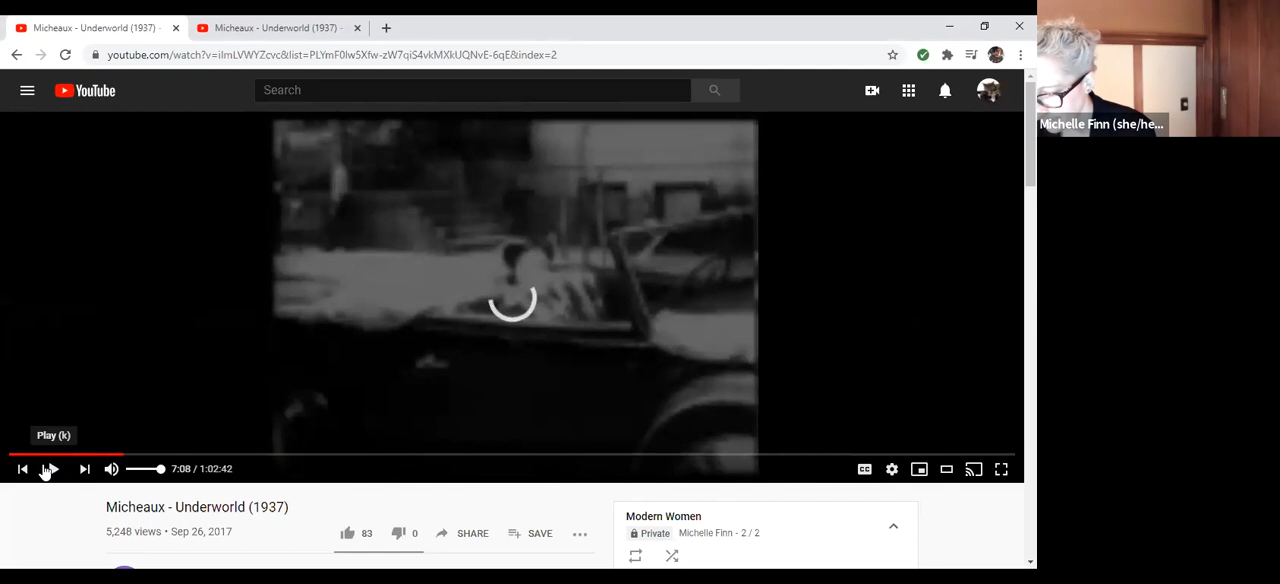 Micheaux - Underworld (1937) -
Micheaux - Underworld (1937) -
youtube.com/watch?v=iImLVWYZcvc&list=PLYmF0lw5Xfw-zW7qiS4vkMXkUQNvE-6qE&index=2
YouTube
Search
Michelle Finn (she/he...
Play (k)
7:08 / 1:02:42
CC
Micheaux - Underworld (1937)
5,248 views • Sep 26, 2017
83
0
SHARE
SAVE
Modern Women
Private Michelle Finn - 2 / 2